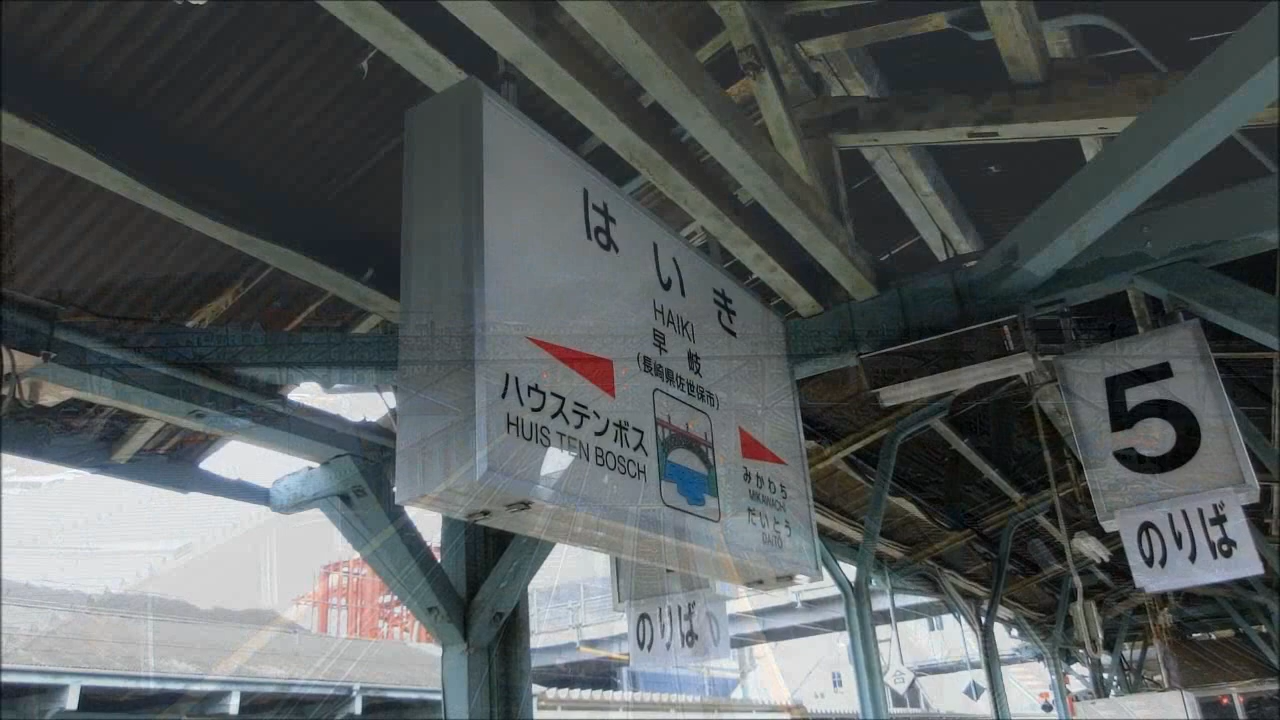 はいき
HAIKI
早岐
(長崎県佐世保市)
ハウステンボス
HUIS TEN BOSCH
みかわち
MIKAWACHI
だいとう
DAITŌ
5
のりば
のりば
合